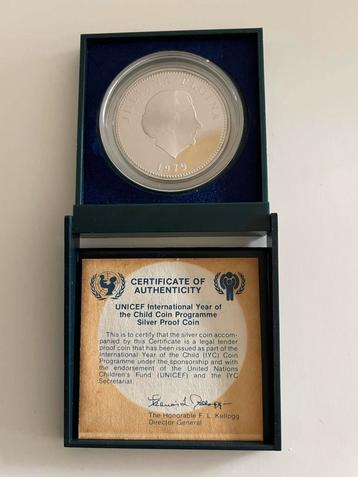 JULIANA REGINA
1979
CERTIFICATE OF
AUTHENTICITY
UNICEF International Year of
the Child Coin Programme
Silver Proof Coin
This is to certify that the silver coin accom-
panied by this Certificate is a legal tender
proof coin that has been issued as part of the
International Year of the Child (IYC) Coin
Programme under the sponsorship and with
the endorsement of the United Nations
Children's Fund (UNICEF) and the IYC
Secretariat.
The Honorable F. L. Kellogg
Director General